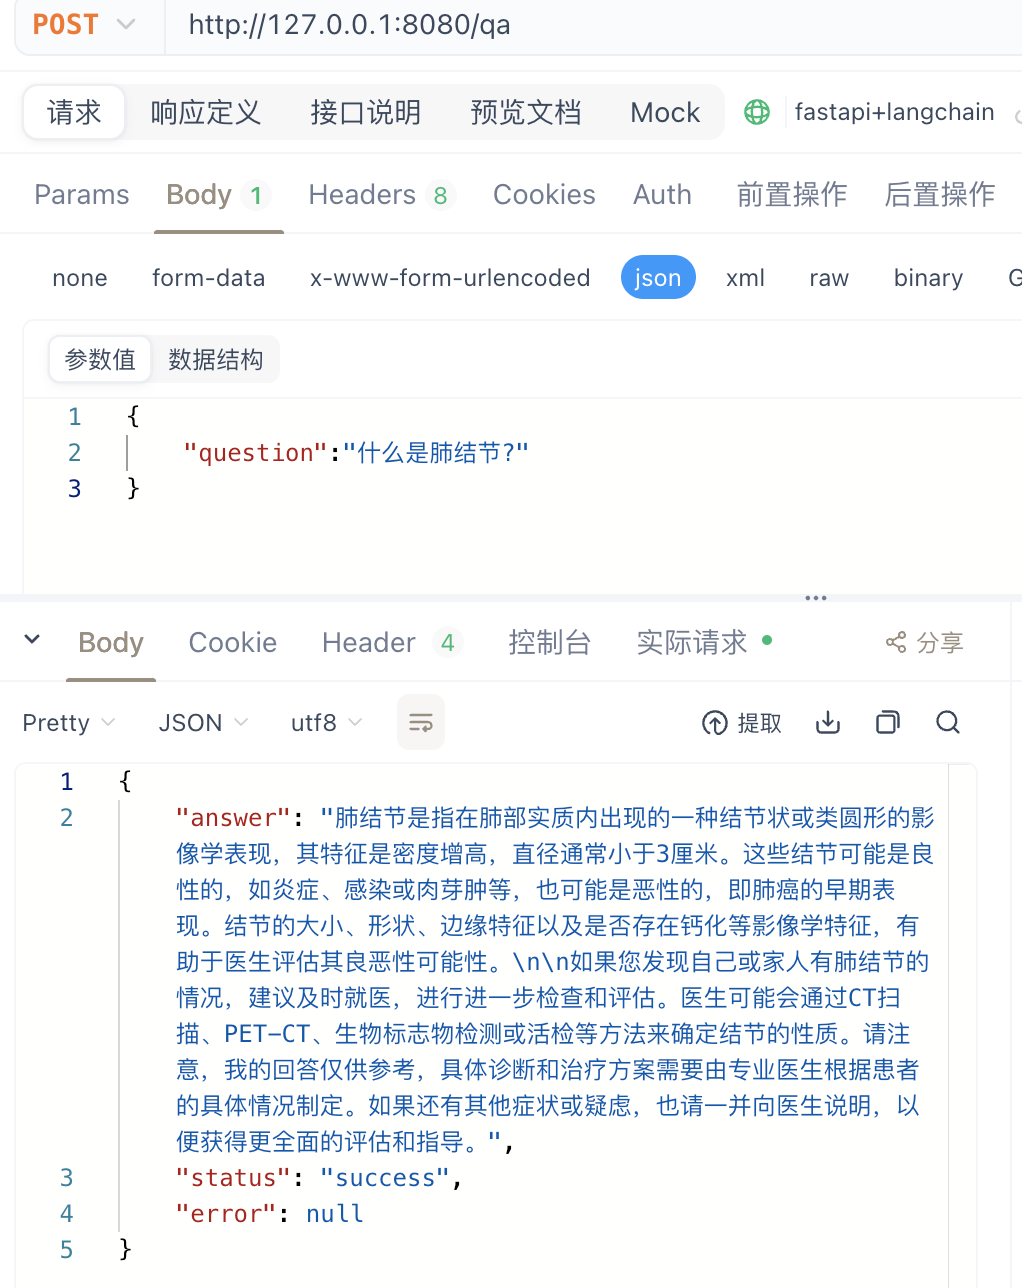 POST http://127.0.0.1:8080/qa
请求 响应定义 接口说明 预览文档 Mock fastapi+langchain
Params Body 1 Headers 8 Cookies Auth 前置操作 后置操作
none form-data x-www-form-urlencoded json xml raw binary G
参数值 数据结构
1 {
2 "question":"什么是肺结节?"
3 }
Body Cookie Header 4 控制台 实际请求 分享
Pretty JSON utf8 提取
1 {
2 "answer": "肺结节是指在肺部实质内出现的一种结节状或类圆形的影
像学表现，其特征是密度增高，直径通常小于3厘米。这些结节可能是良
性的，如炎症、感染或肉芽肿等，也可能是恶性的，即肺癌的早期表
现。结节的大小、形状、边缘特征以及是否存在钙化等影像学特征，有
助于医生评估其良恶性可能性。\n\n如果您发现自己或家人有肺结节的
情况，建议及时就医，进行进一步检查和评估。医生可能会通过CT扫
描、PET-CT、生物标志物检测或活检等方法来确定结节的性质。请注
意，我的回答仅供参考，具体诊断和治疗方案需要由专业医生根据患者
的具体情况制定。如果还有其他症状或疑虑，也请一并向医生说明，以
便获得更全面的评估和指导。",
3 "status": "success",
4 "error": null
5 }